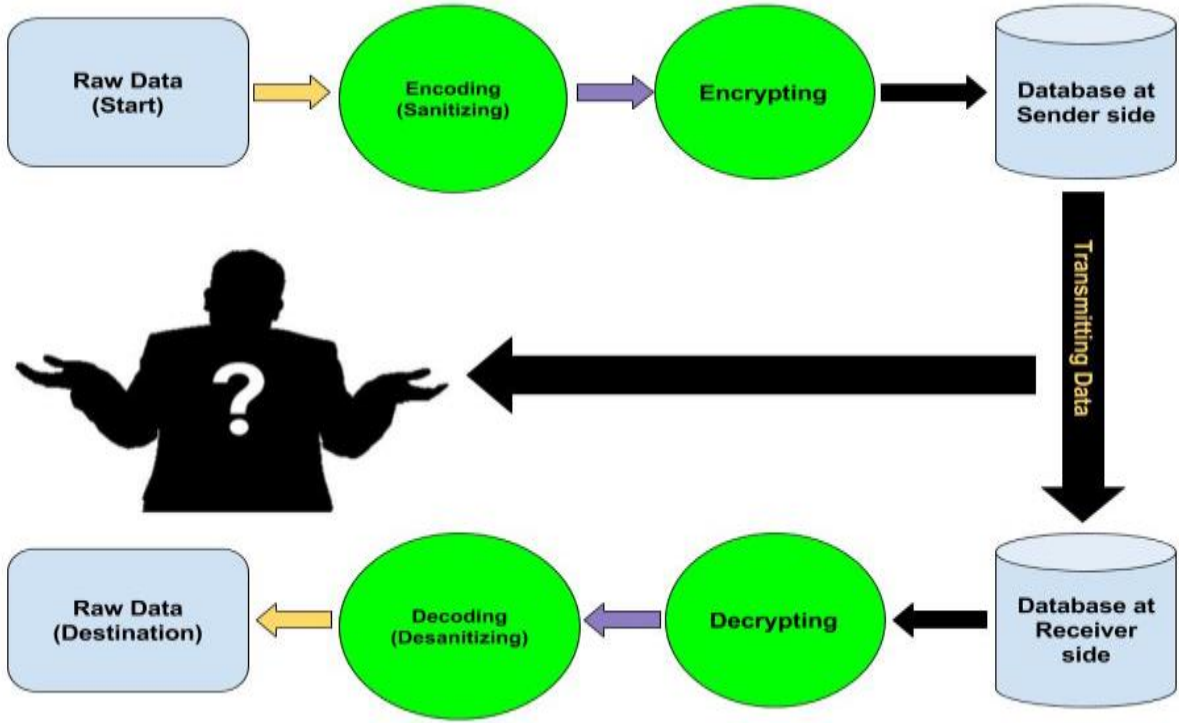 Raw Data
(Start)
Encoding
(Sanitizing)
Encrypting
Database at
Sender side
Transmitting Data
?
Raw Data
(Destination)
Decoding
(Desanitizing)
Decrypting
Database at
Receiver
side